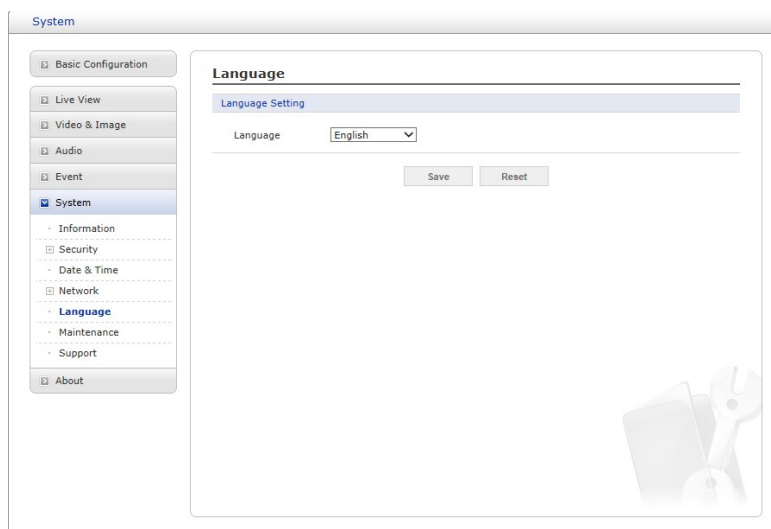 System
Basic Configuration
Live View
Video & Image
Audio
Event
System
Information
Security
Date & Time
Network
Language
Maintenance
Support
About
Language
Language Setting
Language English
Save Reset